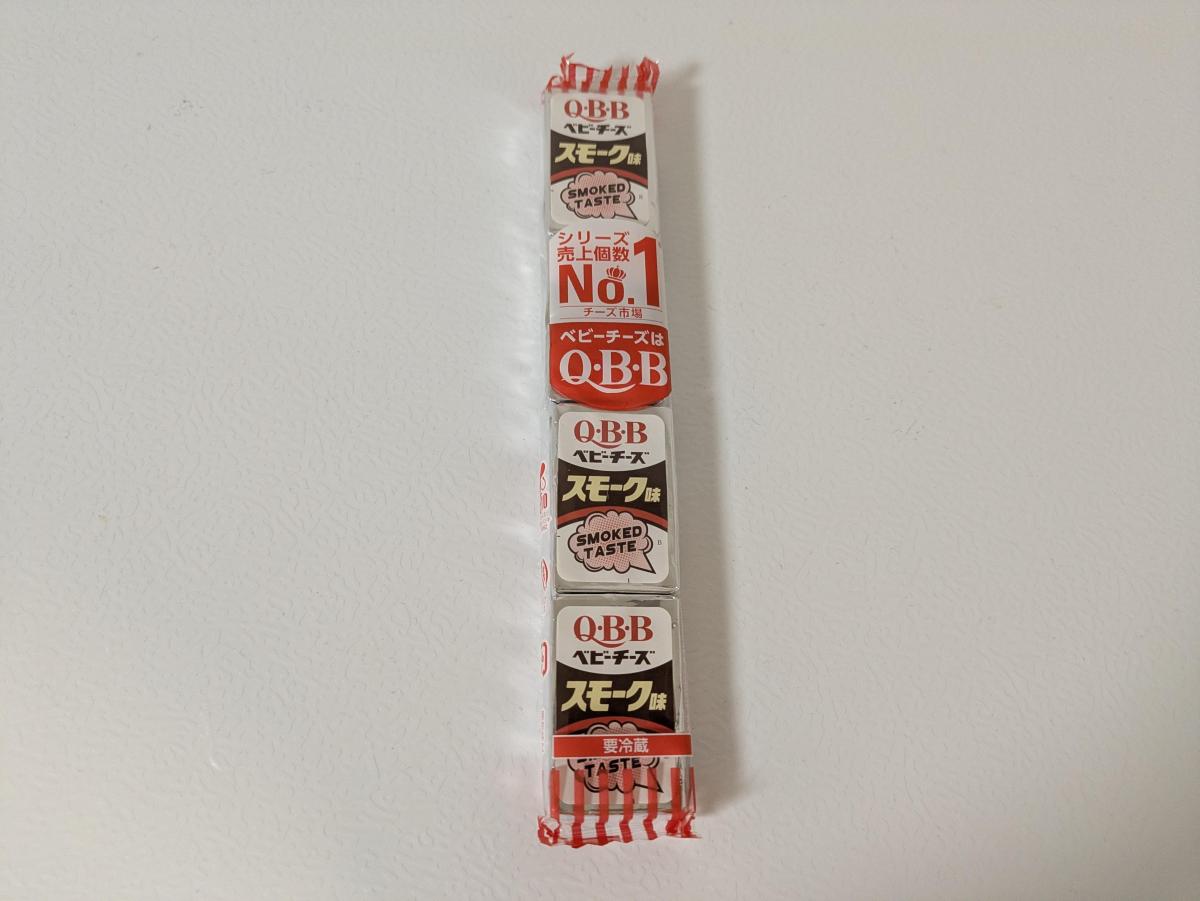 Q・B・B
ベビーチーズ
スモーク味
SMOKED
TASTE
B
シリーズ
売上個数
No.1
チーズ市場
ベビーチーズは
Q・B・B
Q・B・B
ベビーチーズ
スモーク味
SMOKED
TASTE
B
Q・B・B
ベビーチーズ
スモーク味
要冷蔵
TASTE